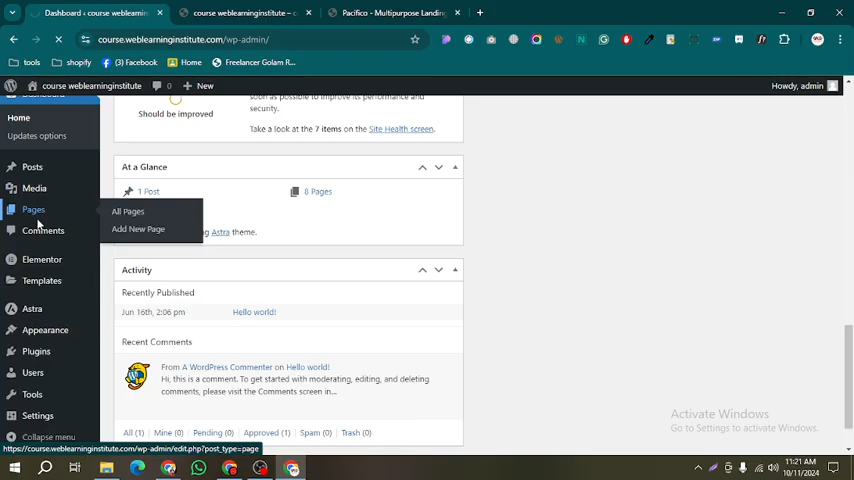 Dashboard ‹ course weblearning
course weblearninginstitute – c
Pacifico - Multipurpose Landing
course.weblearninginstitute.com/wp-admin/
tools
shopify
(3) Facebook
Home
Freelancer Golam R...
course weblearninginstitute
0
New
Howdy, admin
Home
Updates options
Posts
Media
Pages
All Pages
Add New Page
Comments
Elementor
Templates
Astra
Appearance
Plugins
Users
Tools
Settings
Collapse menu
Should be improved
soon as possible to improve its performance and
security.
Take a look at the 7 items on the Site Health screen.
At a Glance
1 Post
8 Pages
Astra theme.
Activity
Recently Published
Jun 16th, 2:06 pm
Hello world!
Recent Comments
From A WordPress Commenter on Hello world!
Hi, this is a comment. To get started with moderating, editing, and deleting
comments, please visit the Comments screen in...
All (1) | Mine (0) | Pending (0) | Approved (1) | Spam (0) | Trash (0)
Activate Windows
Go to Settings to activate Windows.
https://course.weblearninginstitute.com/wp-admin/edit.php?post_type=page
11:21 AM
10/11/2024